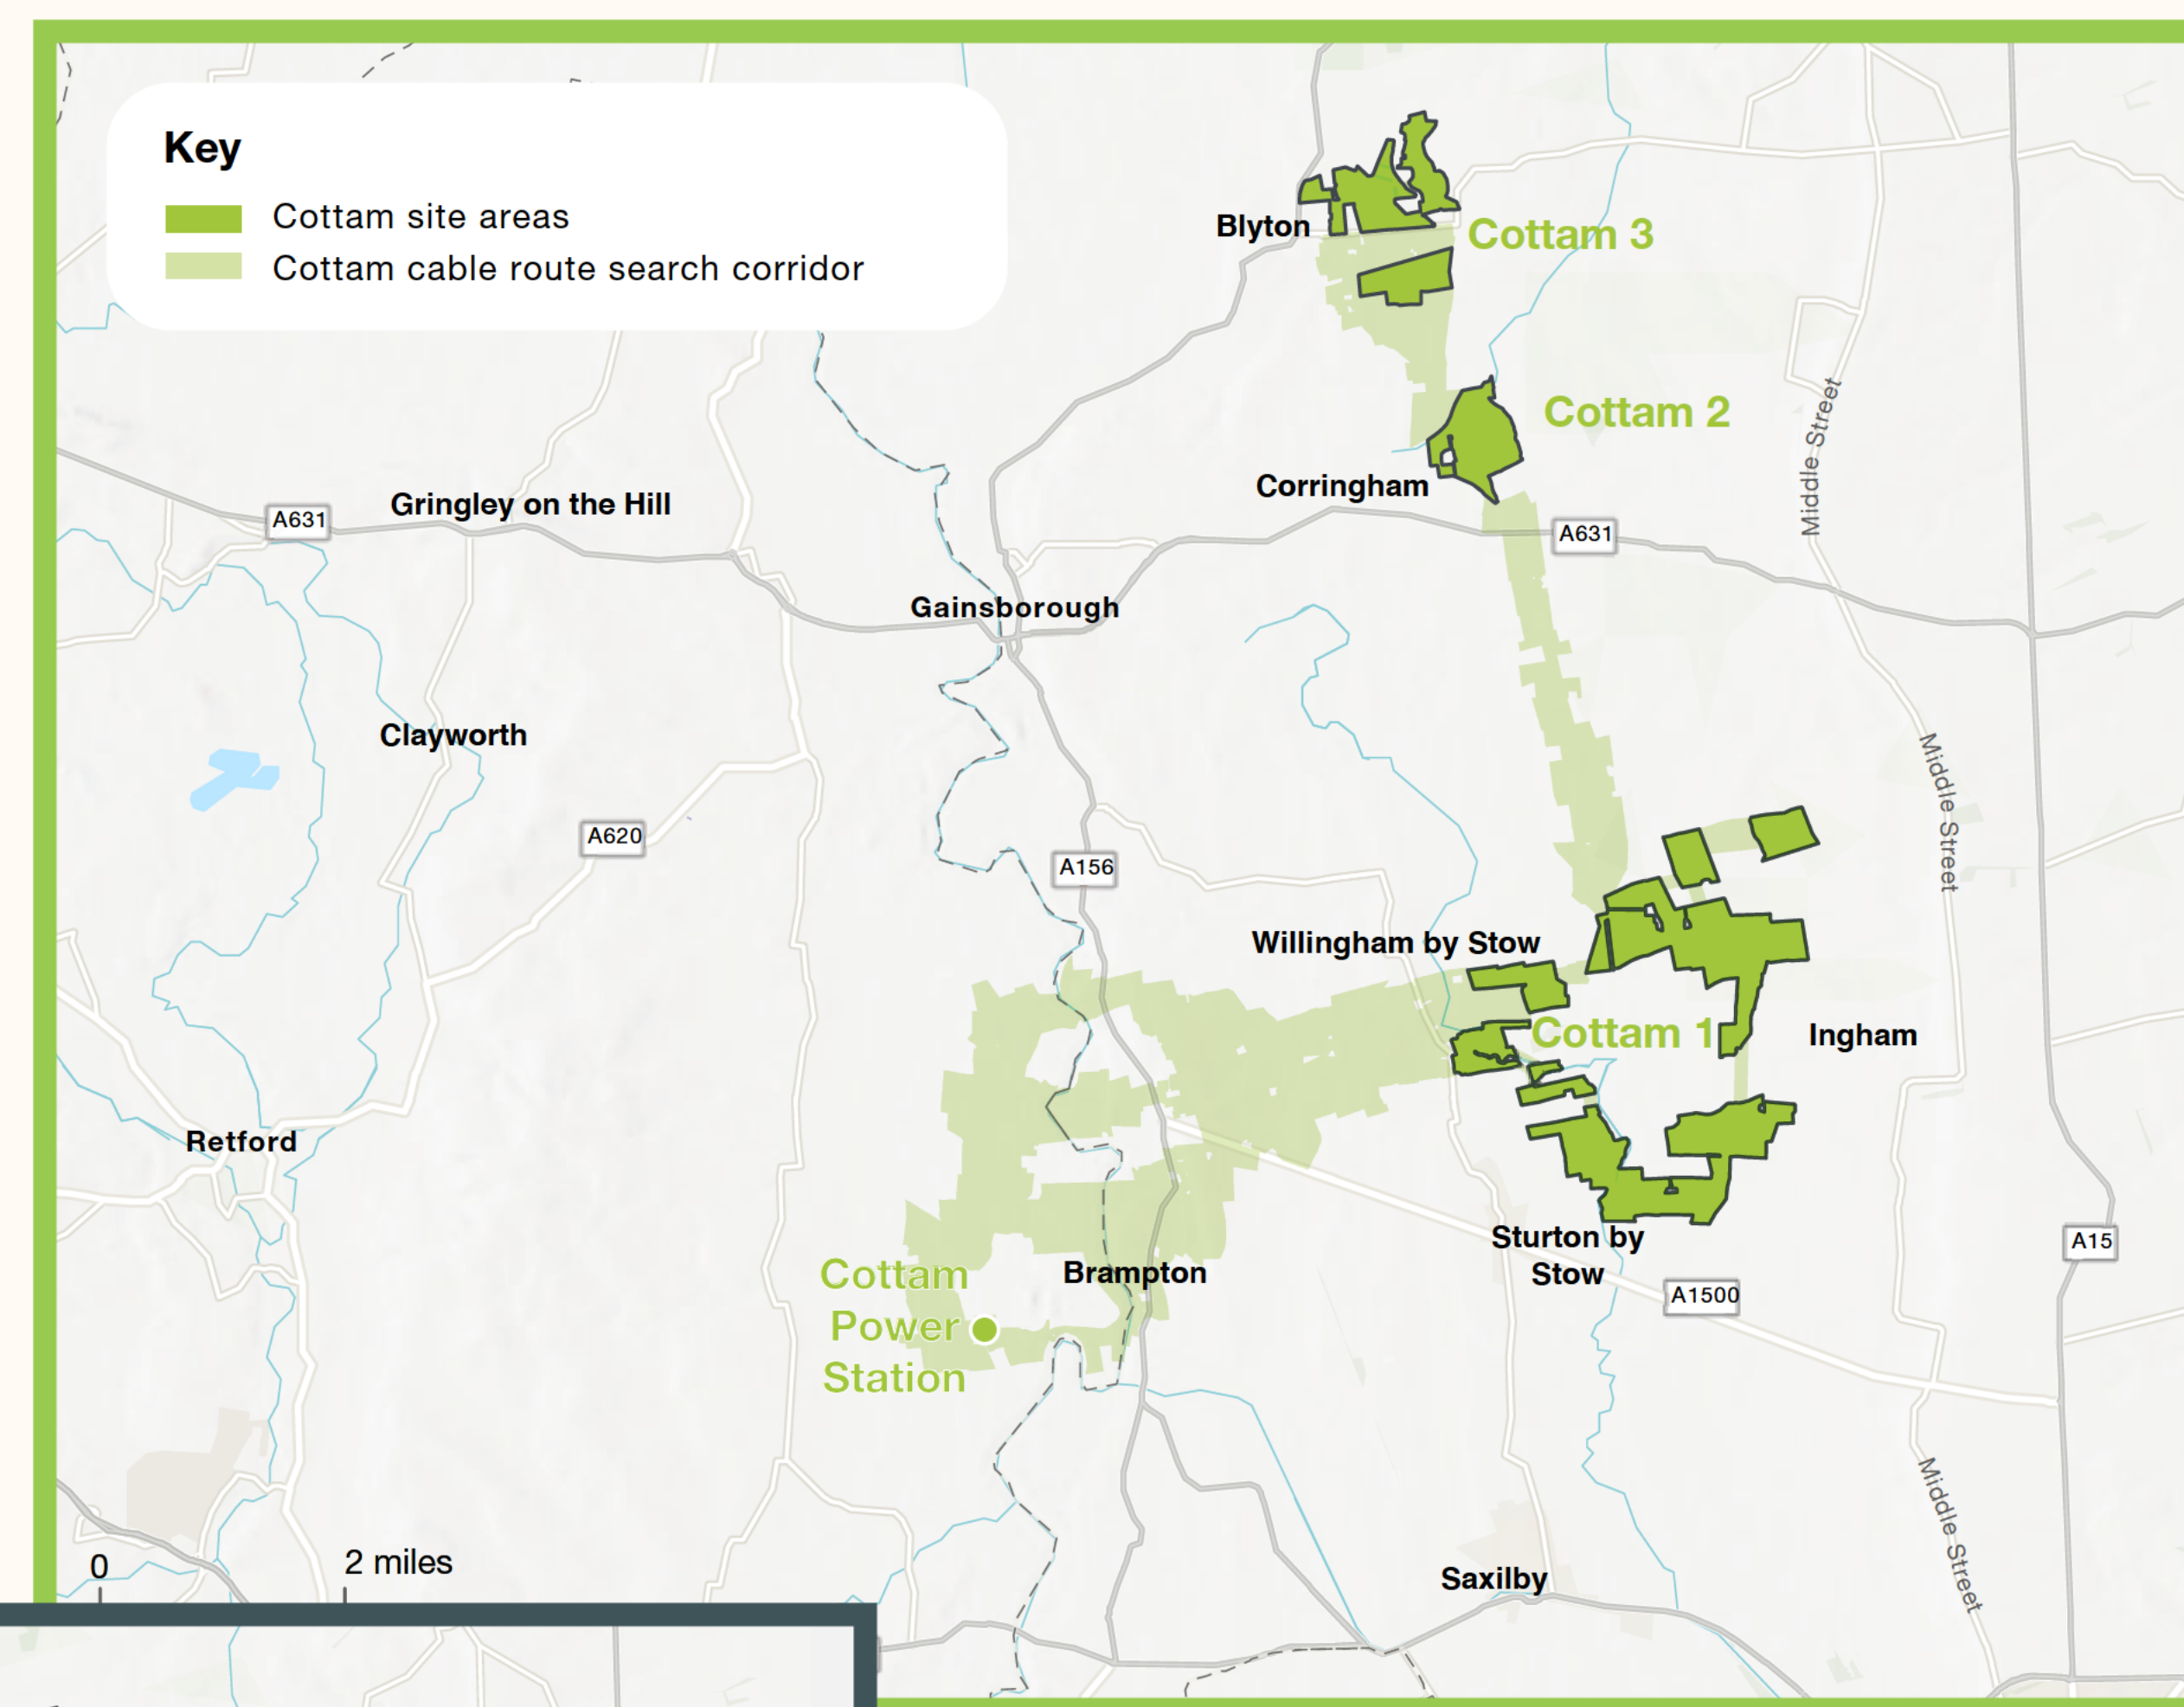 Key
Cottam site areas
Cottam cable route search corridor
Blyton
Cottam 3
Cottam 2
Middle Street
Corringham
Gringley on the Hill
A631
A631
Gainsborough
Clayworth
Middle Street
A620
A156
Willingham by Stow
Cottam 1
Ingham
Retford
Sturton by
Stow
A15
Brampton
Cottam
Power
Station
A1500
Middle Street
0
2 miles
Saxilby